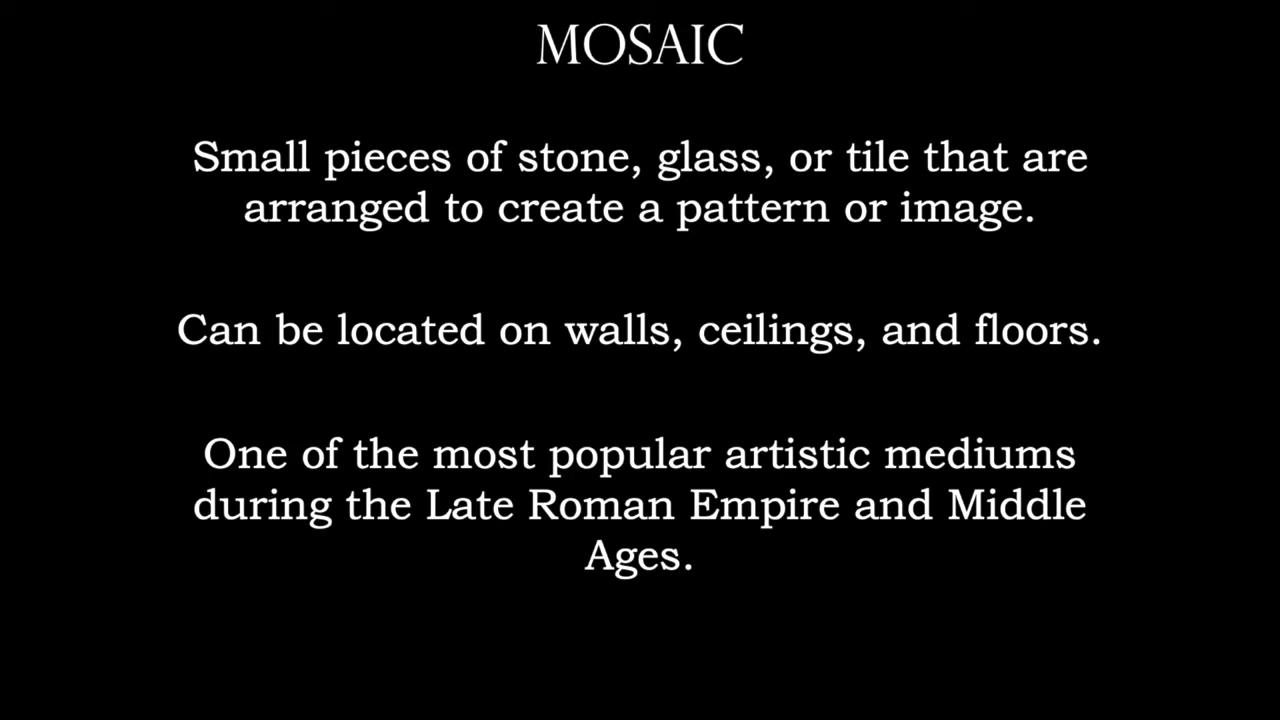 MOSAIC
Small pieces of stone, glass, or tile that are
arranged to create a pattern or image.
Can be located on walls, ceilings, and floors.
One of the most popular artistic mediums
during the Late Roman Empire and Middle
Ages.